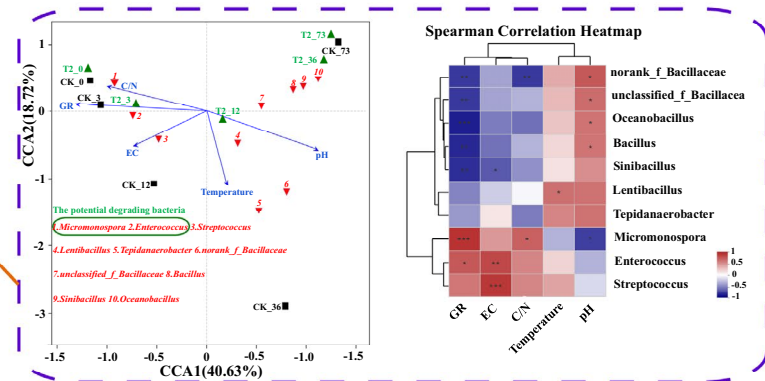 Spearman Correlation Heatmap
CCA2(18.72%)
1
0
-1
-2
-3
T2_73
CK_73
T2_36
T2_0
CK_0
1
C/N
8
9
10
GR
CK_3
T2_3
2
7
T2_12
EC
3
4
pH
CK_12
Temperature
6
5
The potential degrading bacteria
1.Micromonospora 2.Enterococcus 3.Streptococcus
4.Lentibacillus 5.Tepidanaerobacter 6.norank_f_Bacillaceae
7.unclassified_f_Bacillaceae 8.Bacillus
9.Sinibacillus 10.Oceanobacillus
CK_36
-1.5
-1.0
-0.5
0
-0.5
-1.0
-1.5
CCA1(40.63%)
norank_f_Bacillaceae
unclassified_f_Bacillacea
Oceanobacillus
Bacillus
Sinibacillus
Lentibacillus
Tepidanaerobacter
Micromonospora
Enterococcus
Streptococcus
* * * *
* *
* *
* *
* *
*
*** * *
* **
***
GR
EC
C/N
Temperature
pH
1
0.5
0
-0.5
-1